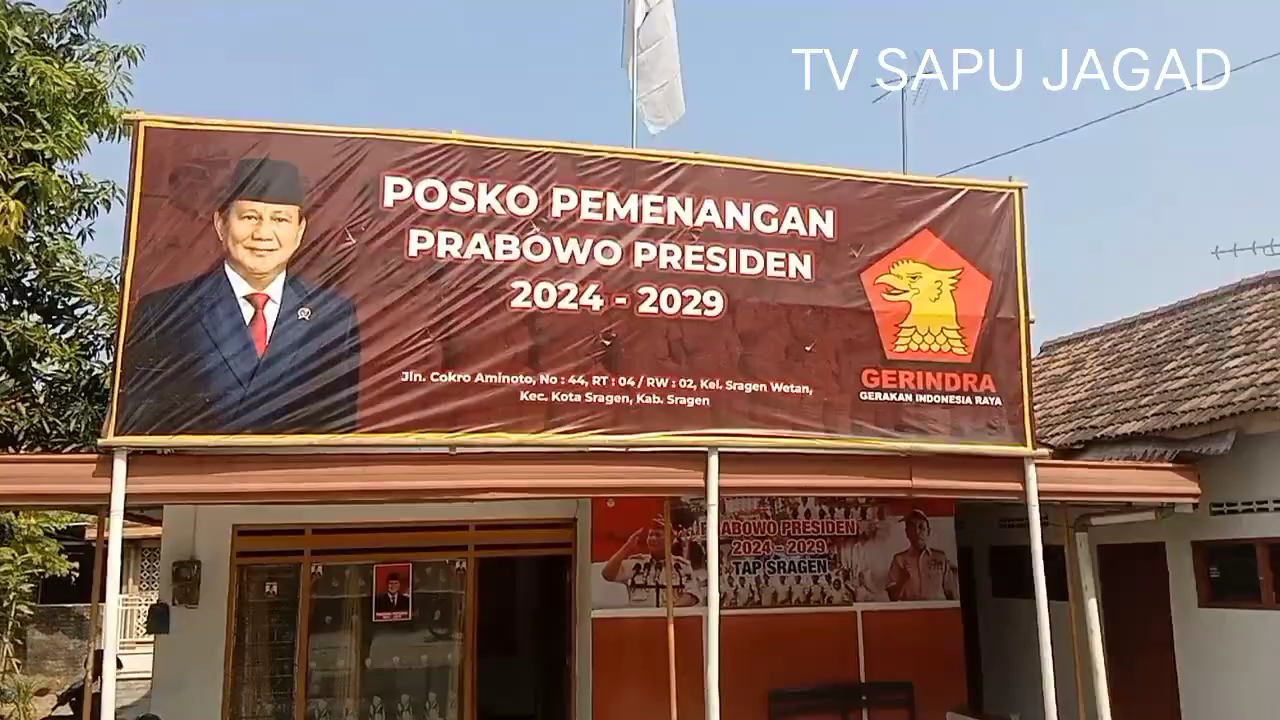 TV SAPU JAGAD
POSKO PEMENANGAN
PRABOWO PRESIDEN
2024 - 2029
Jln. Cokro Aminoto, No : 44, RT : 04 / RW : 02, Kel. Sragen Wetan,
Kec. Kota Sragen, Kab. Sragen
GERINDRA
GERAKAN INDONESIA RAYA
PRABOWO PRESIDEN
2024 - 2029
TAP SRAGEN